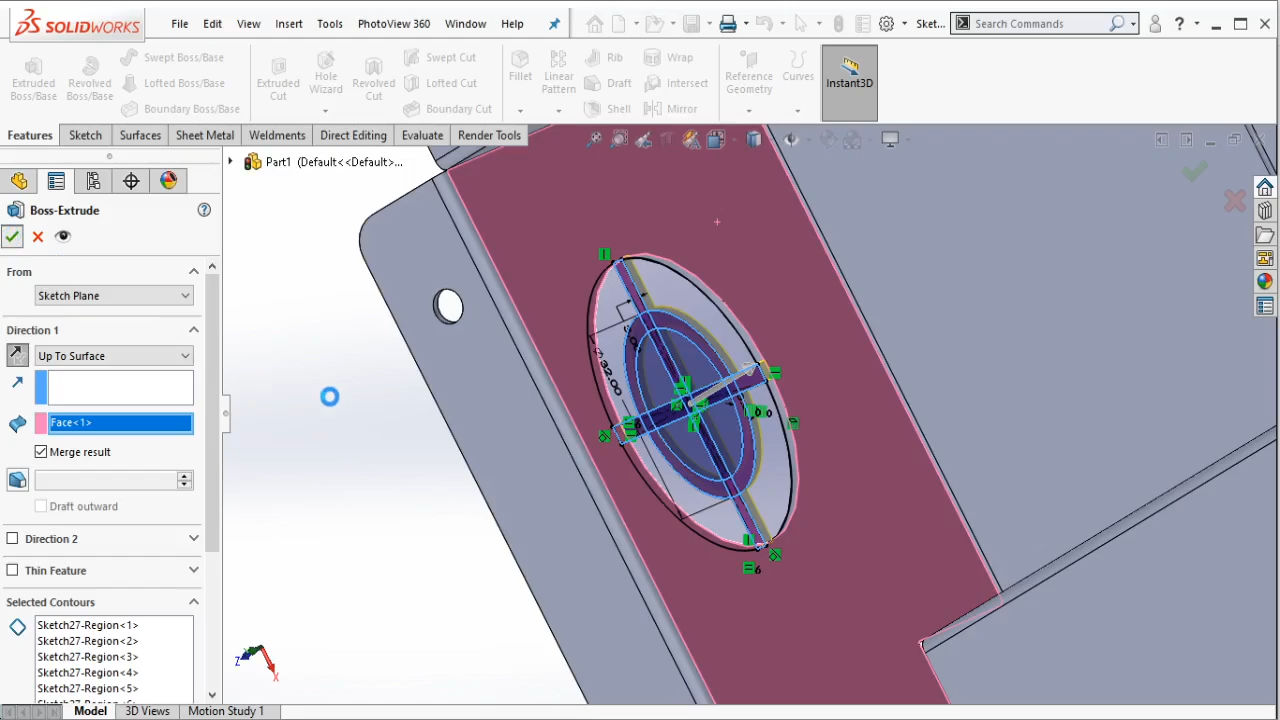 SOLIDWORKS
File Edit View Insert Tools PhotoView 360 Window Help
Sket...
Search Commands
Extruded Boss/Base
Revolved Boss/Base
Swept Boss/Base
Lofted Boss/Base
Boundary Boss/Base
Extruded Cut
Hole Wizard
Revolved Cut
Swept Cut
Lofted Cut
Boundary Cut
Fillet
Linear Pattern
Rib
Draft
Shell
Wrap
Intersect
Mirror
Reference Geometry
Curves
Instant3D
Features Sketch Surfaces Sheet Metal Weldments Direct Editing Evaluate Render Tools
Part1 (Default<<Default>...
Boss-Extrude
From
Sketch Plane
Direction 1
Up To Surface
Face<1>
Merge result
Draft outward
Direction 2
Thin Feature
Selected Contours
Sketch27-Region<1>
Sketch27-Region<2>
Sketch27-Region<3>
Sketch27-Region<4>
Sketch27-Region<5>
32.00
6
Z
X
Model 3D Views Motion Study 1